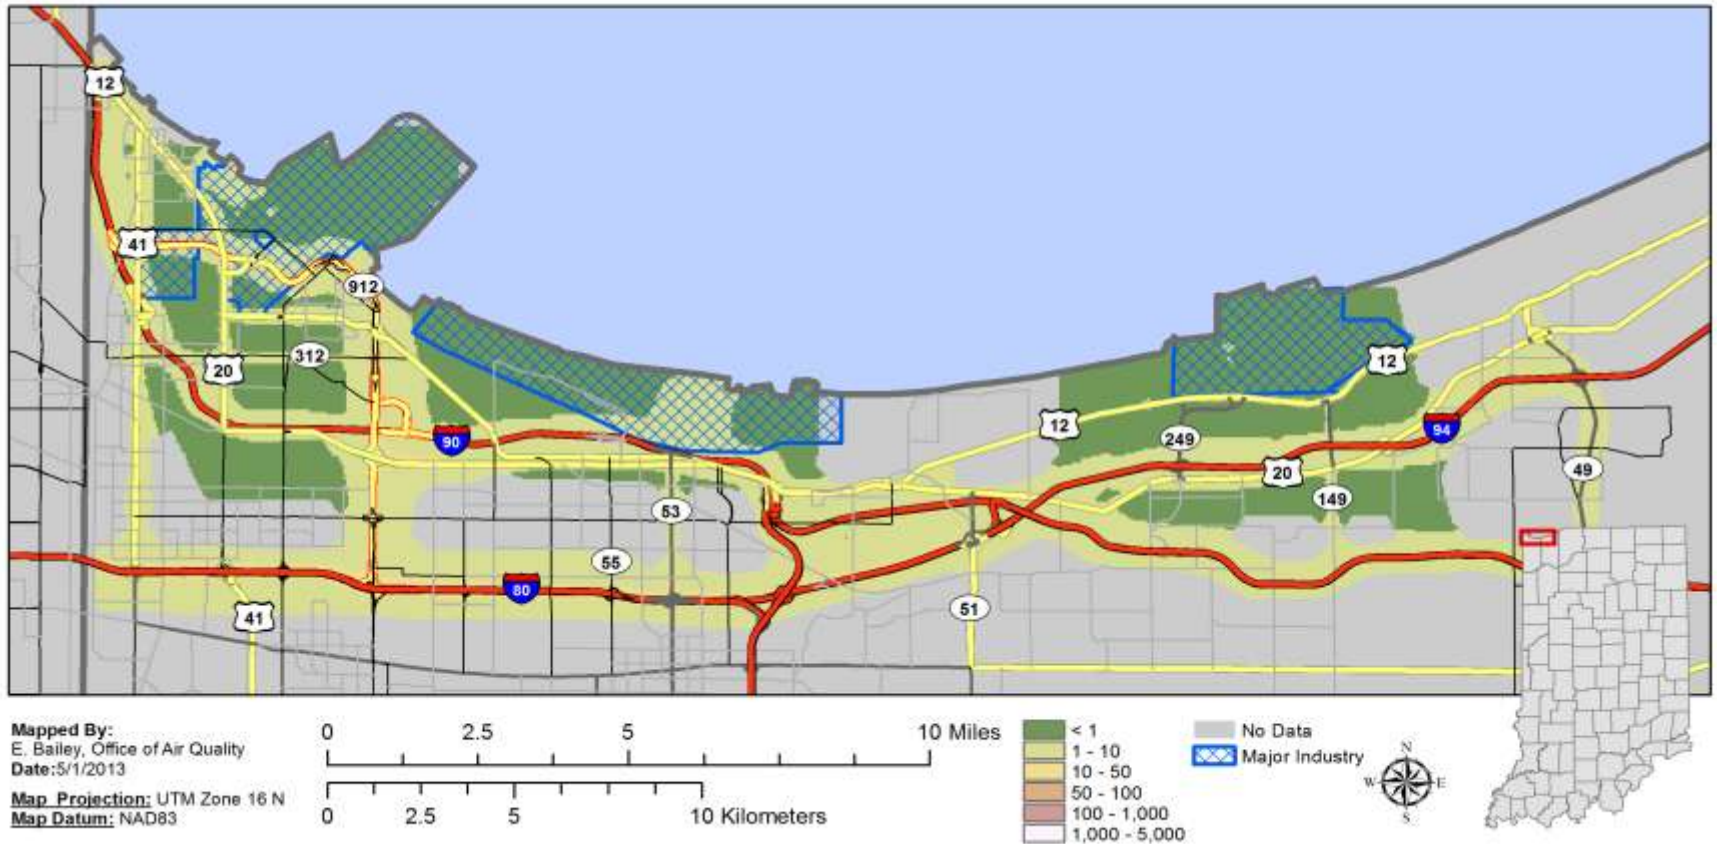 12
41
912
312
20
90
12
12
94
249
20
49
149
53
55
80
41
51
Mapped By:
E. Bailey, Office of Air Quality
Date:5/1/2013
Map Projection: UTM Zone 16 N
Map Datum: NAD83
0 2.5 5 10 Miles
0 2.5 5 10 Kilometers
< 1
1 - 10
10 - 50
50 - 100
100 - 1,000
1,000 - 5,000
No Data
Major Industry
N
W E
S